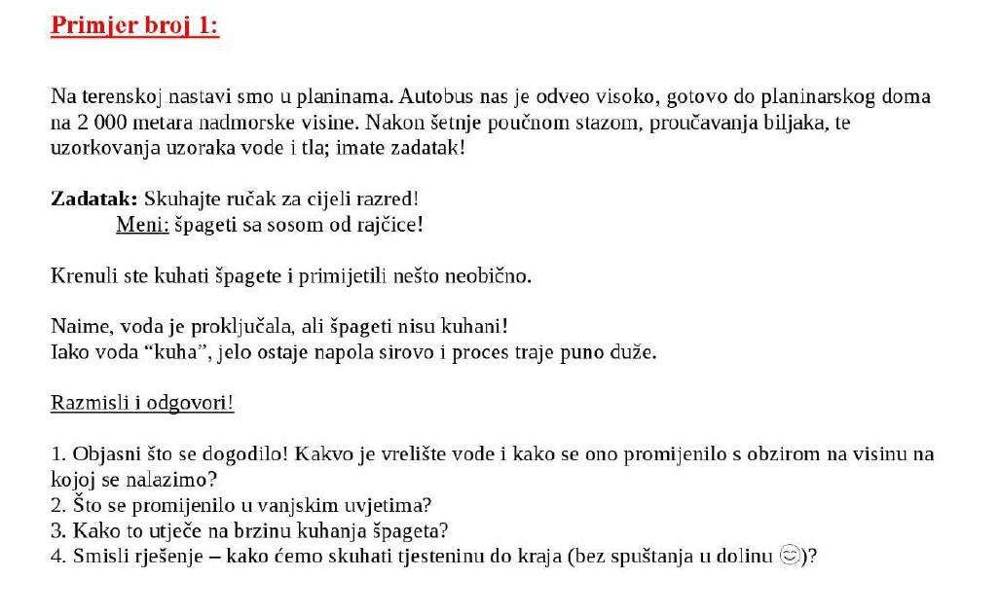 Primjer broj 1:
Na terenskoj nastavi smo u planinama. Autobus nas je odveo visoko, gotovo do planinarskog doma
na 2 000 metara nadmorske visine. Nakon šetnje poučnom stazom, proučavanja biljaka, te
uzorkovanja uzoraka vode i tla; imate zadatak!
Zadatak: Skuhajte ručak za cijeli razred!
Meni: špageti sa sosom od rajčice!
Krenuli ste kuhati špagete i primijetili nešto neobično.
Naime, voda je proključala, ali špageti nisu kuhani!
Iako voda “kuha”, jelo ostaje napola sirovo i proces traje puno duže.
Razmisli i odgovori!
1. Objasni što se dogodilo! Kakvo je vrelište vode i kako se ono promijenilo s obzirom na visinu na
kojoj se nalazimo?
2. Što se promijenilo u vanjskim uvjetima?
3. Kako to utječe na brzinu kuhanja špageta?
4. Smisli rješenje – kako ćemo skuhati tjesteninu do kraja (bez spuštanja u dolinu 😊)?